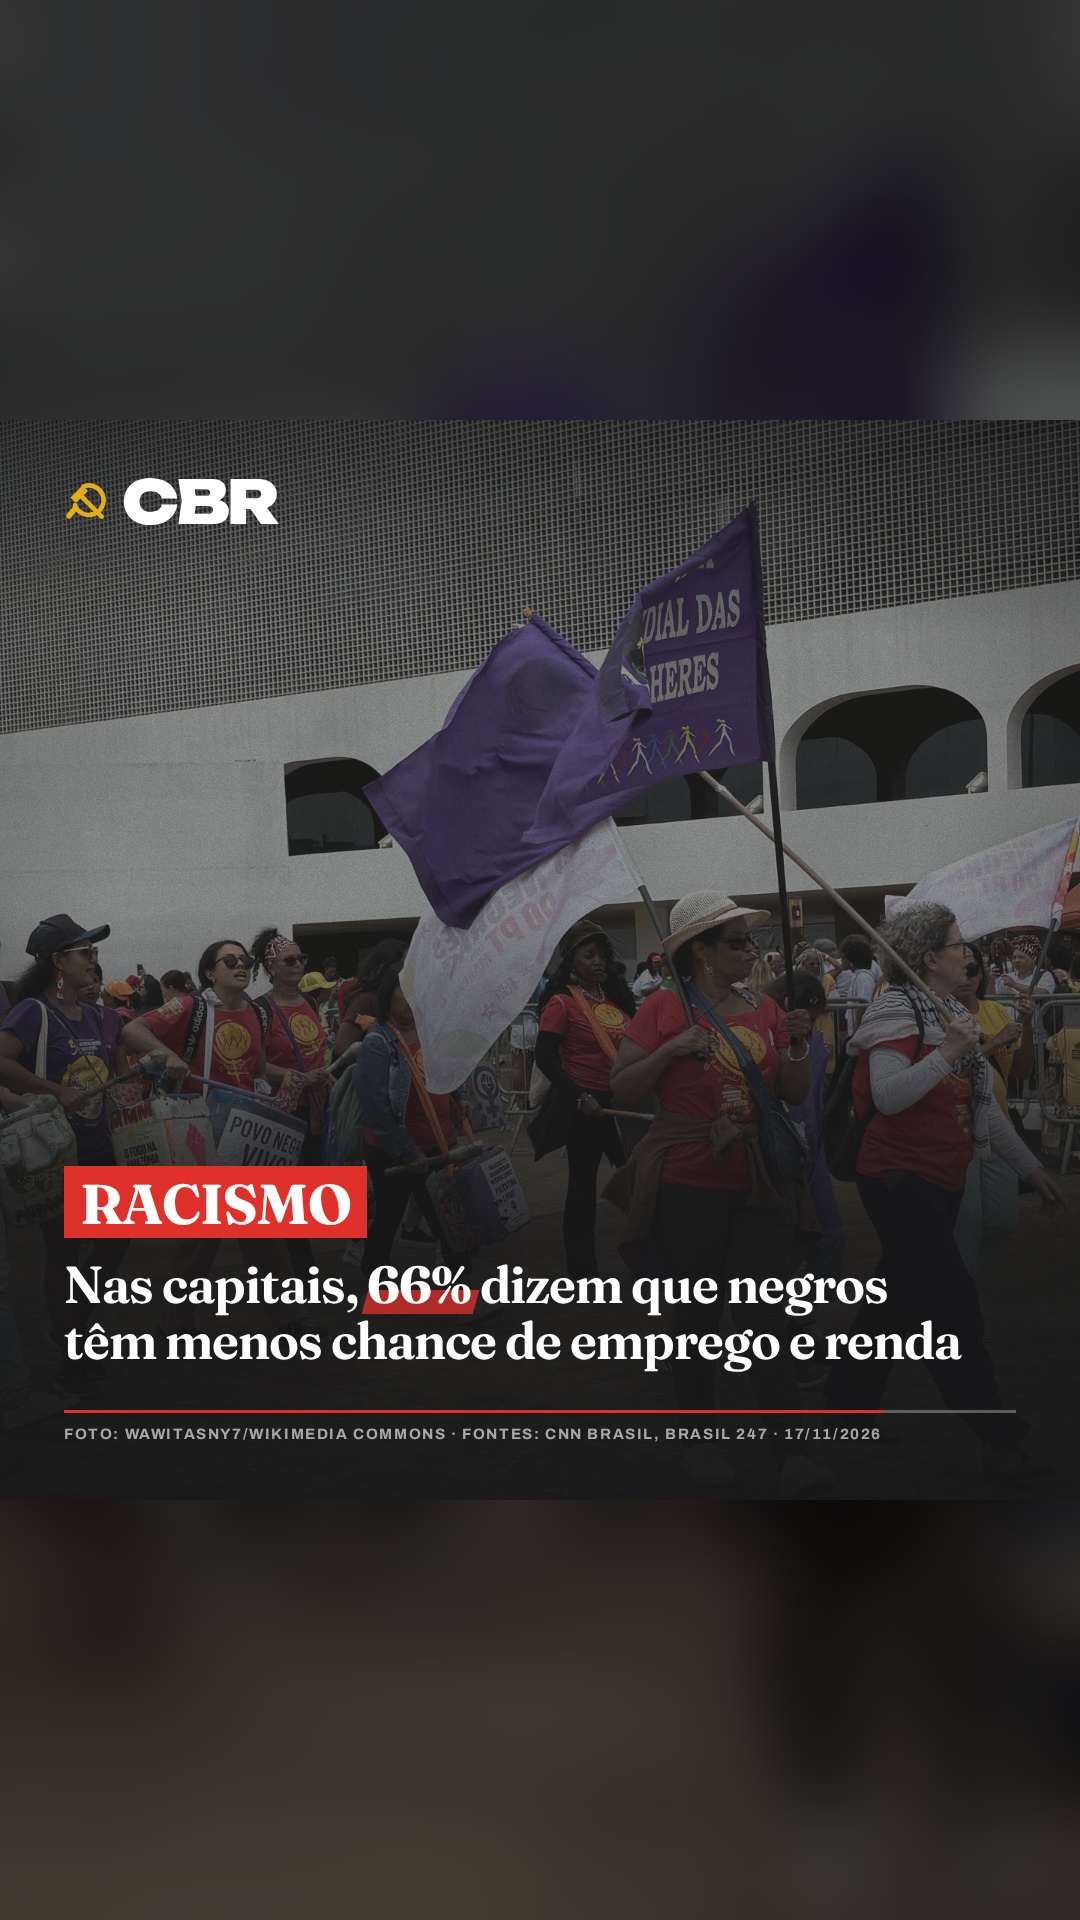 CBR
DIAL DAS
HERES
POVO NEGR
VIVO
RACISMO
Nas capitais, 66% dizem que negros
têm menos chance de emprego e renda
FOTO: WAWITASNY7/WIKIMEDIA COMMONS · FONTES: CNN BRASIL, BRASIL 247 · 17/11/2026